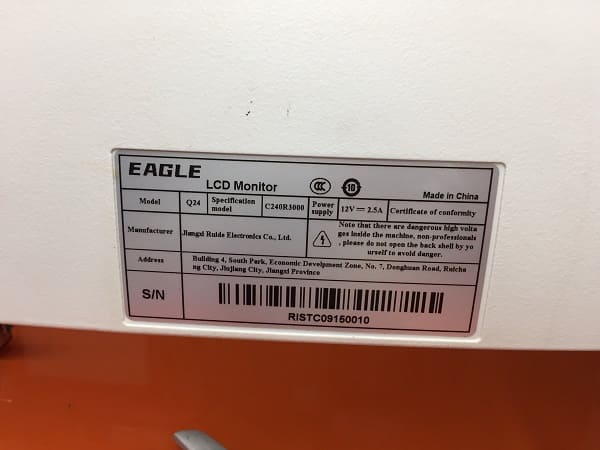 EAGLE
LCD Monitor
CCC
10
Made in China
Model Q24 Specification model C240R3000 Power supply 12V⎓2.5A Certificate of conformity
Manufacturer Jiangxi Ruide Electronics Co., Ltd.
Note that there are dangerous high volta
ges inside the machine, non-professionals
, please do not open the back shell by yo
urself to avoid danger.
Address Building 4, South Park, Economic Develpment Zone, No. 7, Donghuan Road, Ruicha
ng City, Jiujiang City, Jiangxi Province
S/N
RISTC09150010